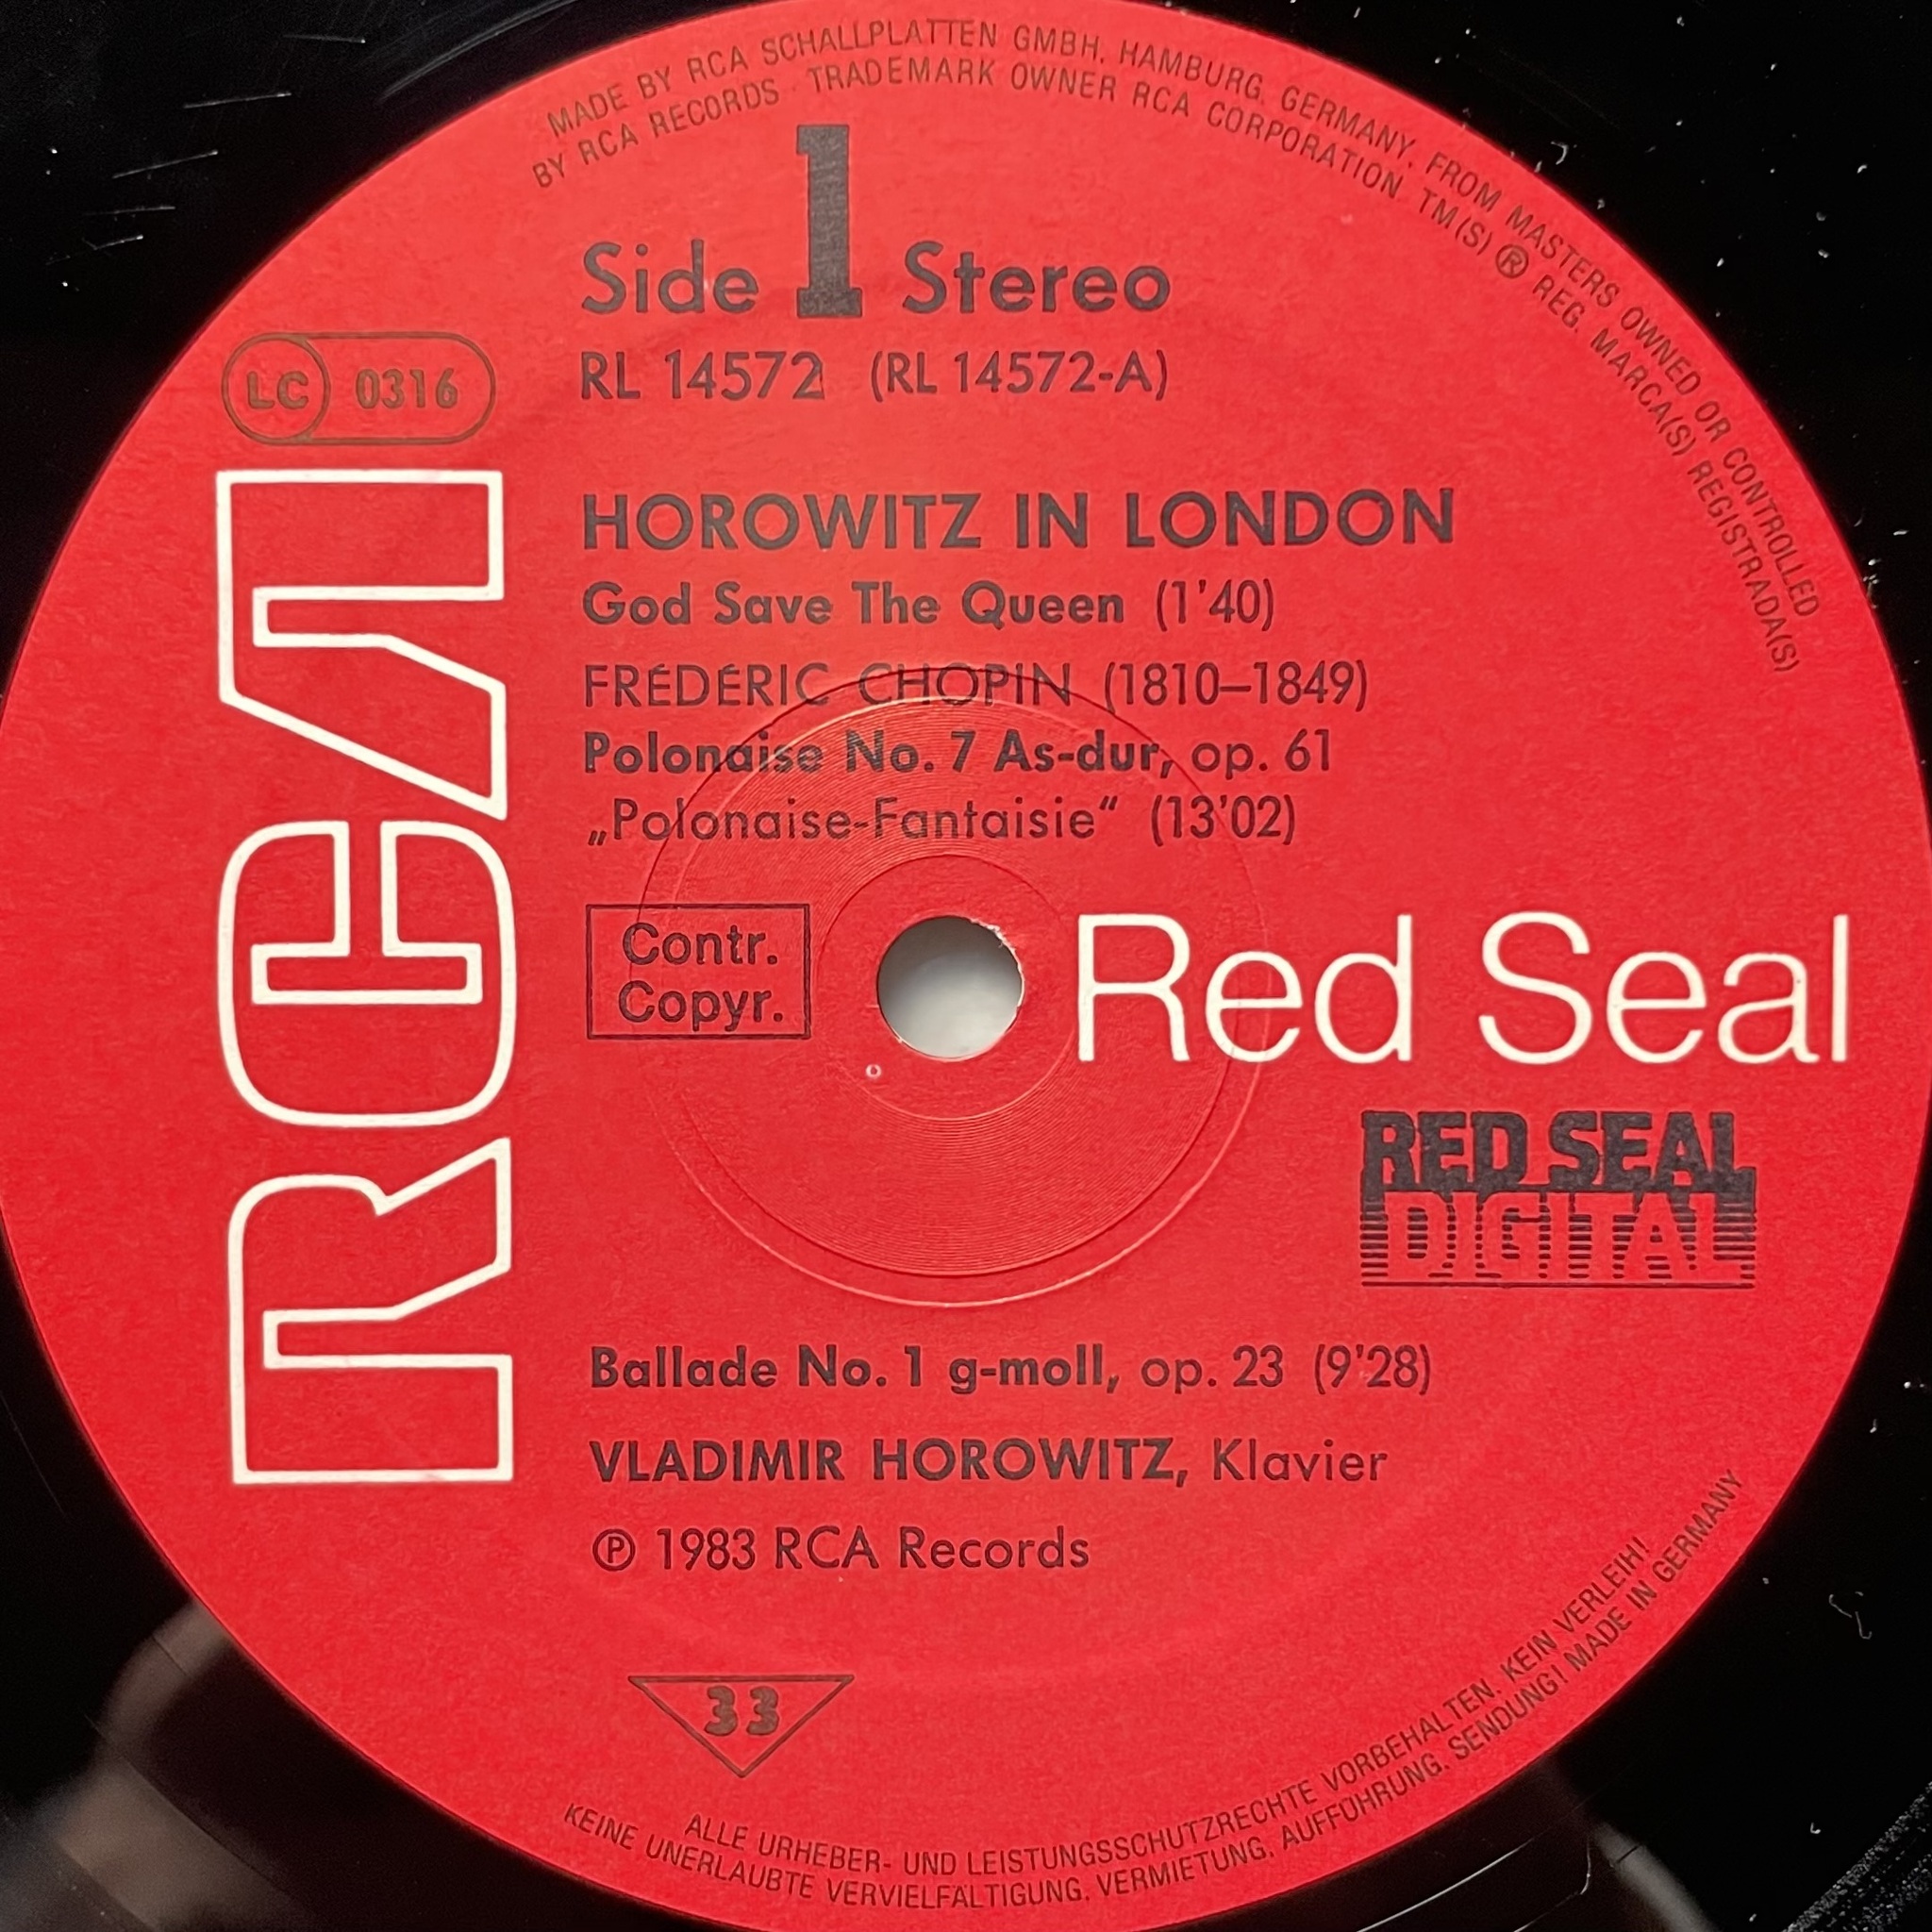 MADE BY RCA SCHALLPLATTEN GMBH, HAMBURG, GERMANY, FROM MASTERS OWNED OR CONTROLLED
BY RCA RECORDS · TRADEMARK OWNER RCA CORPORATION. TM(S) ® REG. MARCA(S) REGISTRADA(S)
Side 1 Stereo
RL 14572 (RL 14572-A)
LC 0316
RCA
HOROWITZ IN LONDON
God Save The Queen (1'40)
FRÉDÉRIC CHOPIN (1810–1849)
Polonaise No. 7 As-dur, op. 61
„Polonaise-Fantaisie“ (13'02)
Contr.
Copyr.
Red Seal
RED SEAL
DIGITAL
Ballade No. 1 g-moll, op. 23 (9'28)
VLADIMIR HOROWITZ, Klavier
℗ 1983 RCA Records
33
ALLE URHEBER- UND LEISTUNGSSCHUTZRECHTE VORBEHALTEN. KEIN VERLEIH!
KEINE UNERLAUBTE VERVIELFÄLTIGUNG, VERMIETUNG, AUFFÜHRUNG, SENDUNG! MADE IN GERMANY